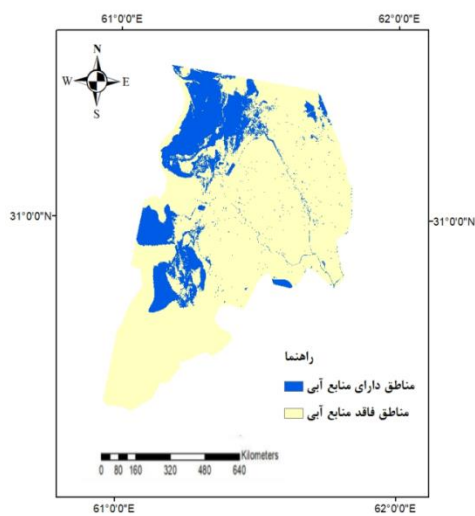 61°0'0"E 62°0'0"E
N
W E
S
31°0'0"N 31°0'0"N
راهنما
مناطق دارای منابع آبی
مناطق فاقد منابع آبی
Kilometers
0 80 160 320 480 640
61°0'0"E 62°0'0"E